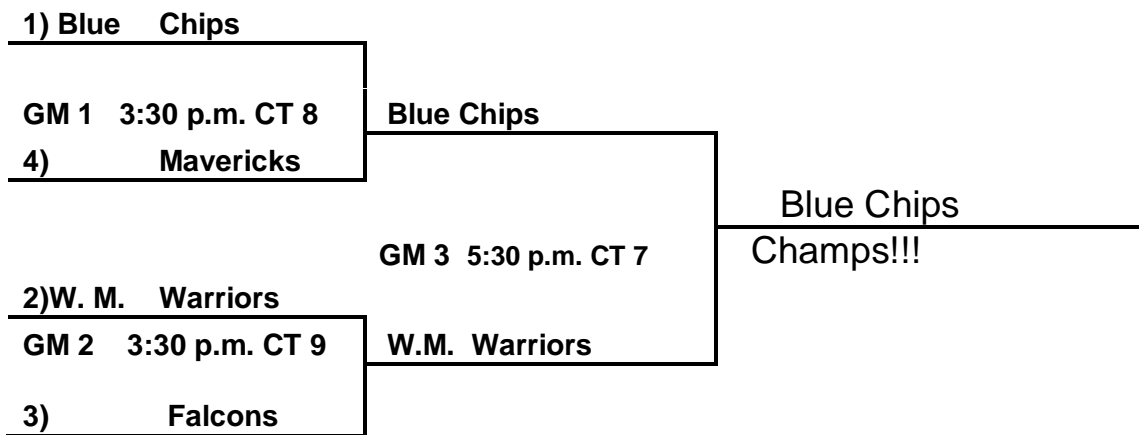 1) Blue Chips
GM 1 3:30 p.m. CT 8
Blue Chips
4) Mavericks
Blue Chips
GM 3 5:30 p.m. CT 7
Champs!!!
2)W. M. Warriors
GM 2 3:30 p.m. CT 9
W.M. Warriors
3) Falcons